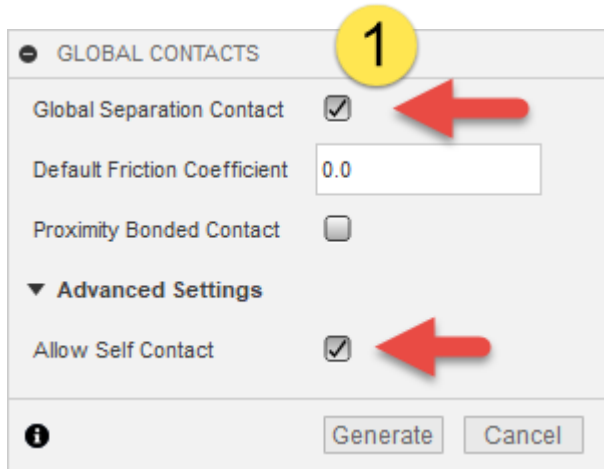 GLOBAL CONTACTS
1
Global Separation Contact
Default Friction Coefficient 0.0
Proximity Bonded Contact
Advanced Settings
Allow Self Contact
Generate Cancel